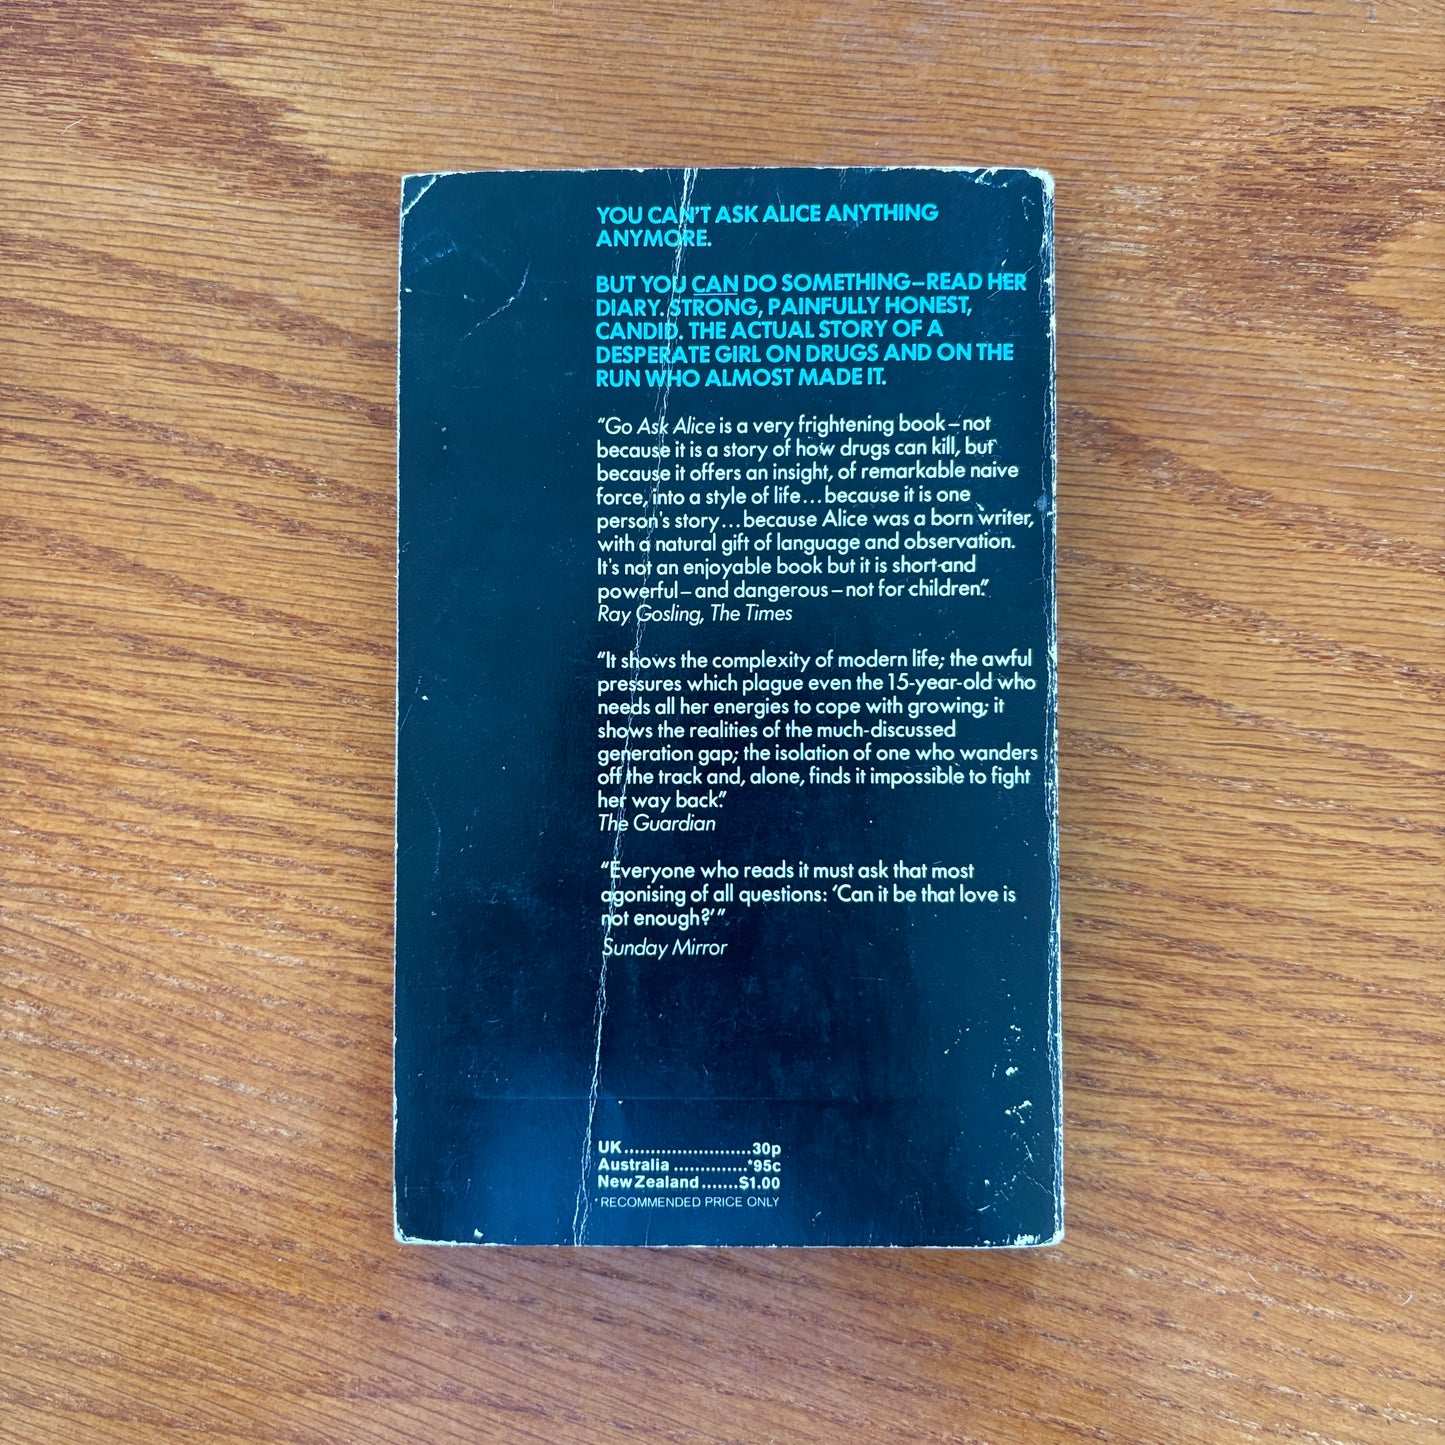 YOU CAN'T ASK ALICE ANYTHING
ANYMORE.
BUT YOU CAN DO SOMETHING–READ HER
DIARY. STRONG, PAINFULLY HONEST,
CANDID. THE ACTUAL STORY OF A
DESPERATE GIRL ON DRUGS AND ON THE
RUN WHO ALMOST MADE IT.
“Go Ask Alice is a very frightening book – not
because it is a story of how drugs can kill, but
because it offers an insight, of remarkable naive
force, into a style of life...because it is one
person's story...because Alice was a born writer,
with a natural gift of language and observation.
It's not an enjoyable book but it is short and
powerful – and dangerous – not for children.”
Ray Gosling, The Times
“It shows the complexity of modern life; the awful
pressures which plague even the 15-year-old who
needs all her energies to cope with growing; it
shows the realities of the much-discussed
generation gap; the isolation of one who wanders
off the track and, alone, finds it impossible to fight
her way back.”
The Guardian
“Everyone who reads it must ask that most
agonising of all questions: ‘Can it be that love is
not enough?’”
Sunday Mirror
UK........................30p
Australia ..............*95c
New Zealand.......$1.00
*RECOMMENDED PRICE ONLY